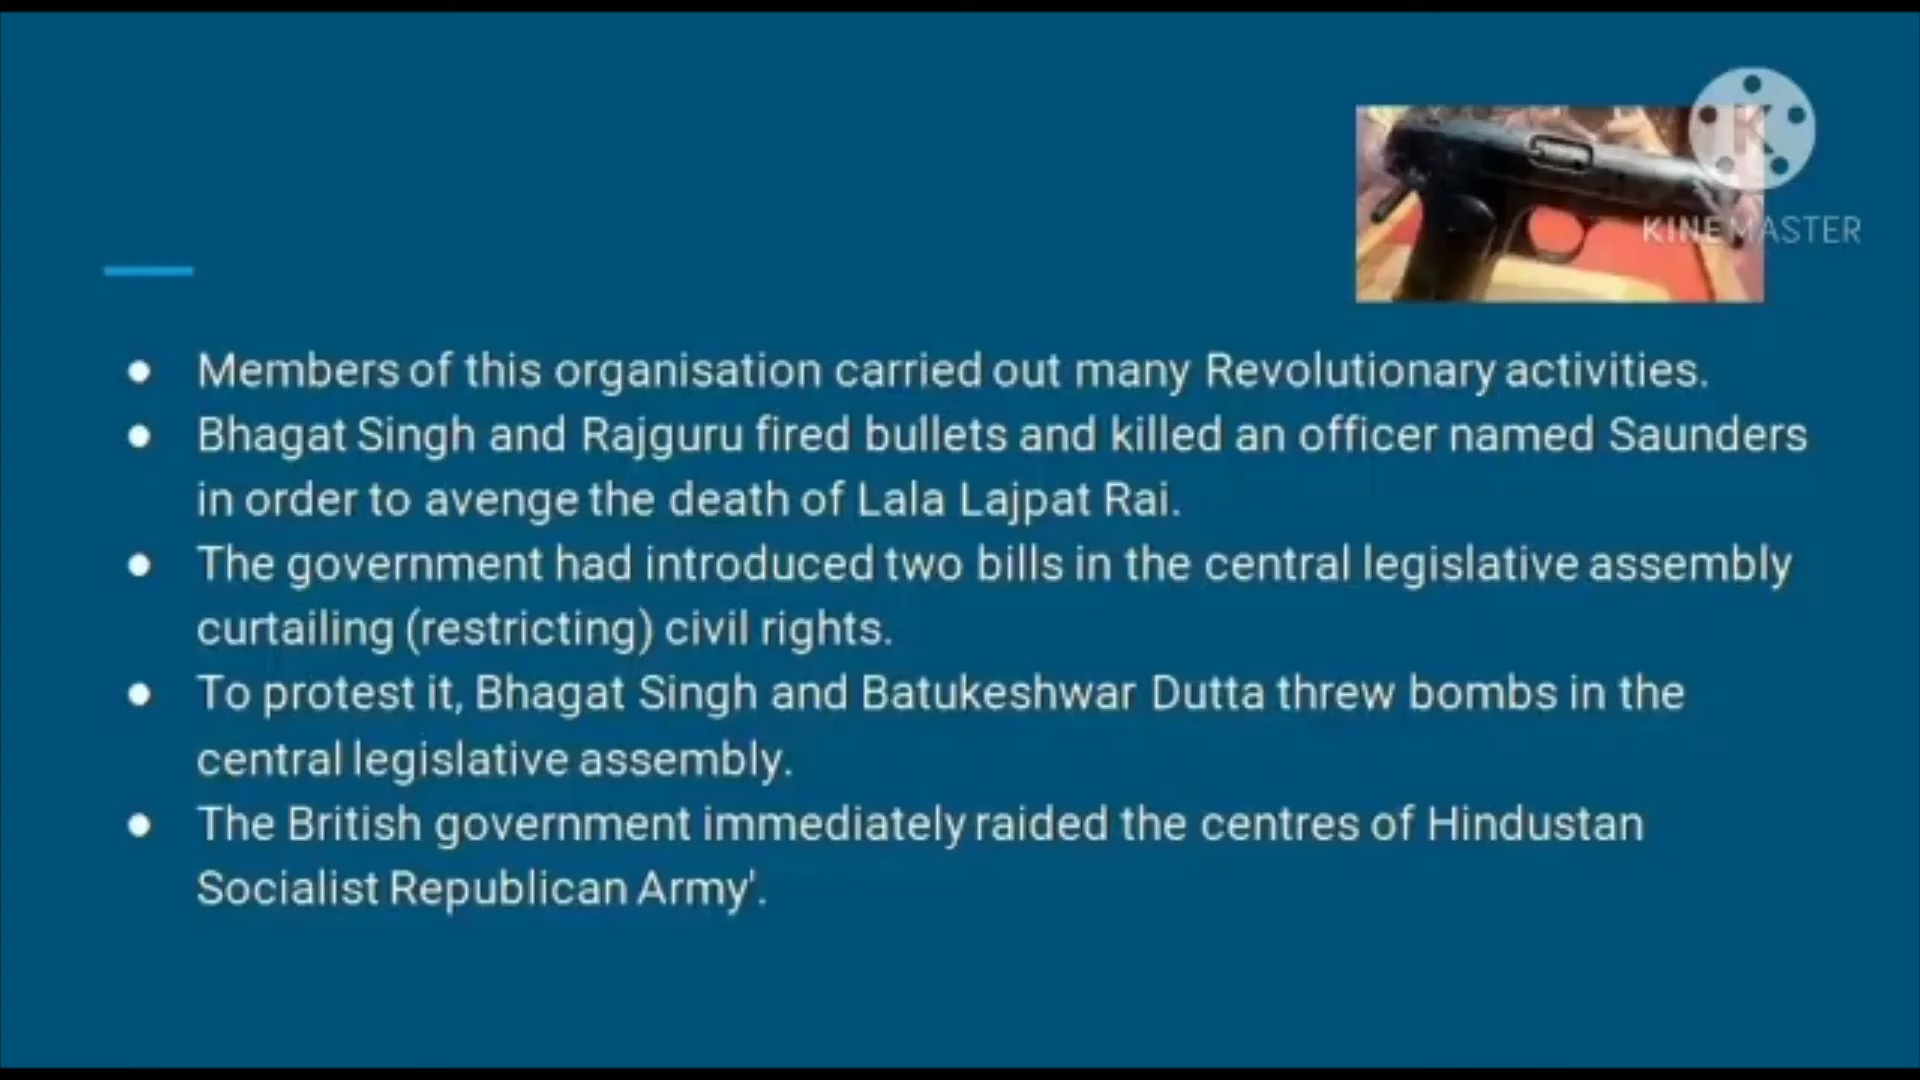 K
KINEMASTER
● Members of this organisation carried out many Revolutionary activities.
● Bhagat Singh and Rajguru fired bullets and killed an officer named Saunders
in order to avenge the death of Lala Lajpat Rai.
● The government had introduced two bills in the central legislative assembly
curtailing (restricting) civil rights.
● To protest it, Bhagat Singh and Batukeshwar Dutta threw bombs in the
central legislative assembly.
● The British government immediately raided the centres of Hindustan
Socialist Republican Army'.